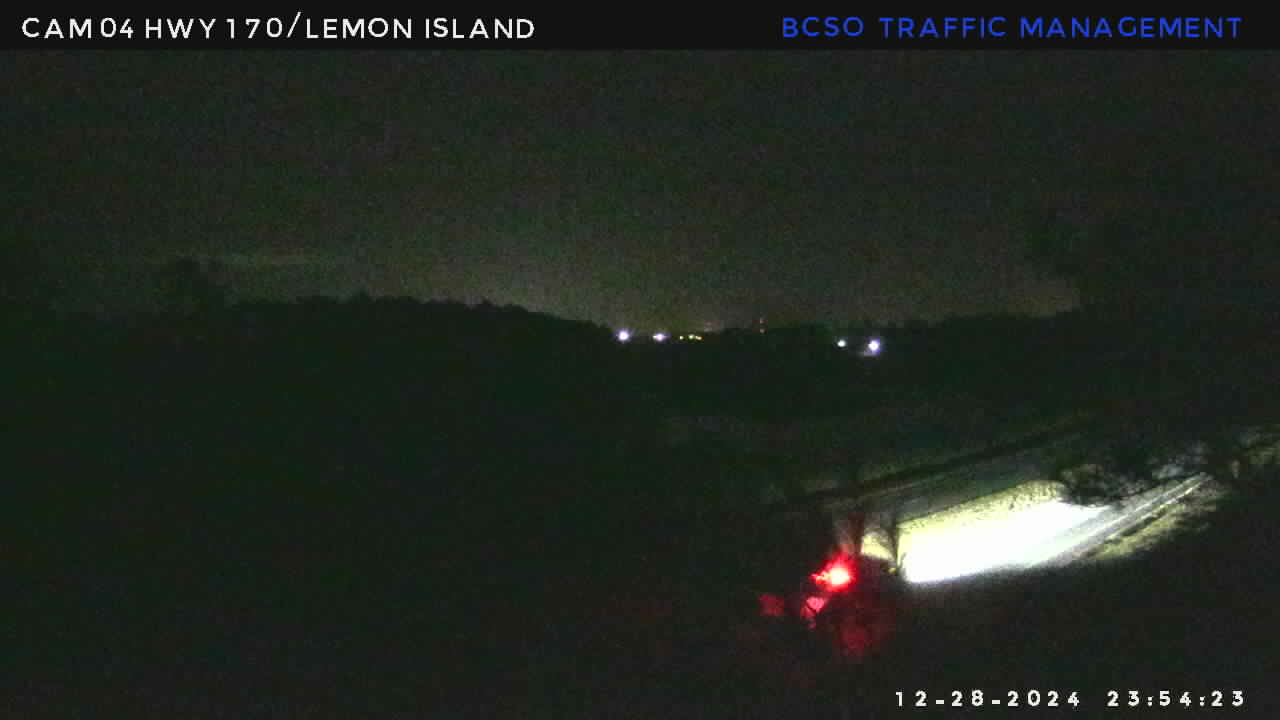 CAM04 HWY 170/LEMON ISLAND
BCSO TRAFFIC MANAGEMENT
12-28-2024 23:54:23